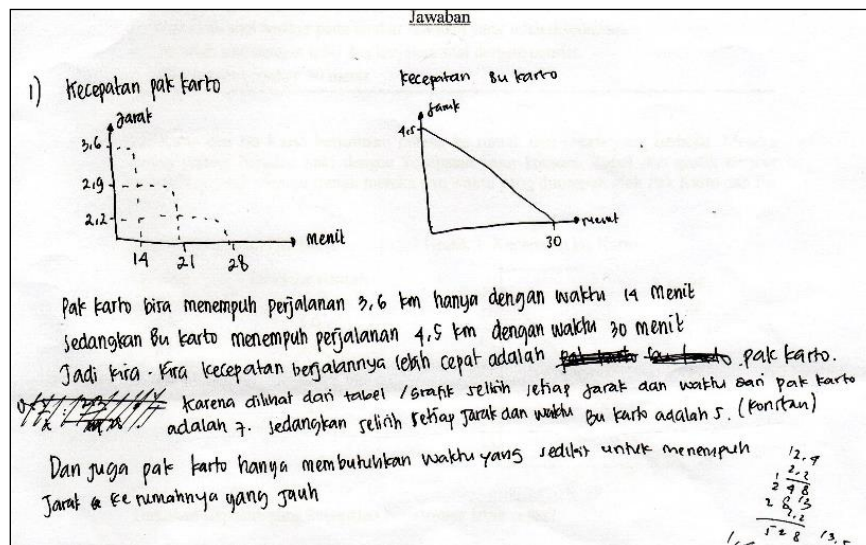 Jawaban
1) Kecepatan pak karto
Kecepatan Bu karto
Jarak
3,6
2,9
2,2
14 21 28
menit
Jarak
4,5
30
menit
Pak karto bisa menempuh perjalanan 3,6 km hanya dengan waktu 14 Menit
Sedangkan Bu karto menempuh perjalanan 4,5 km dengan waktu 30 menit
Jadi kira-kira kecepatan berjalannya lebih cepat adalah pak karto.
Karena dilihat dari tabel / Grafik selisih setiap jarak dan waktu dari pak karto
adalah 7. Sedangkan selisih setiap jarak dan waktu Bu karto adalah 5. (konstan)
Dan juga pak karto hanya membutuhkan waktu yang sedikit untuk menempuh
Jarak ke rumahnya yang jauh